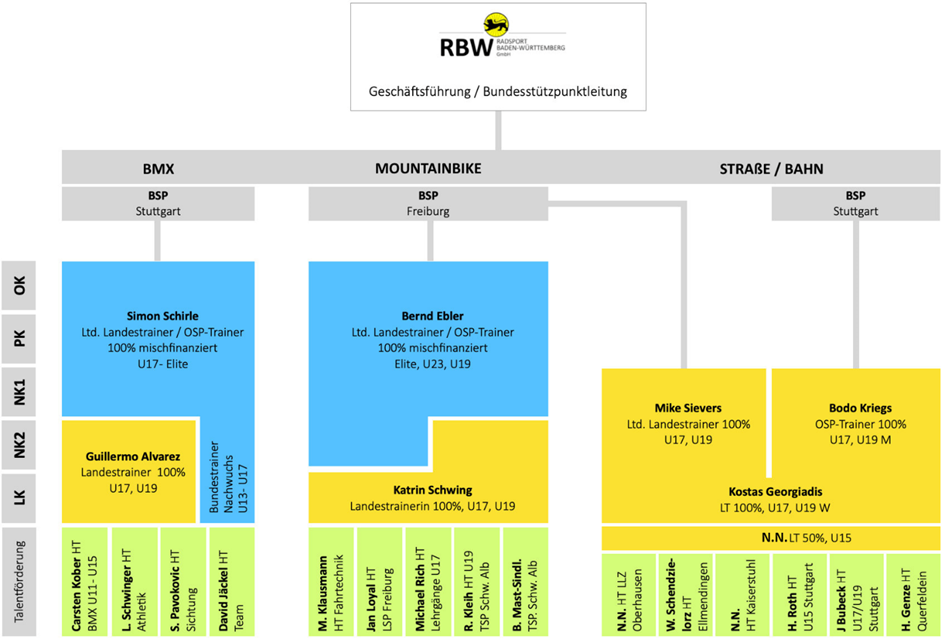 RBW
RADSPORT
BADEN-WÜRTTEMBERG
GMBH
Geschäftsführung / Bundesstützpunktleitung
BMX
MOUNTAINBIKE
STRAßE / BAHN
BSP
Stuttgart
BSP
Freiburg
BSP
Stuttgart
OK
PK
NK1
NK2
LK
Talentförderung
Simon Schirle
Ltd. Landestrainer / OSP-Trainer
100% mischfinanziert
U17- Elite
Bernd Ebler
Ltd. Landestrainer / OSP-Trainer
100% mischfinanziert
Elite, U23, U19
Mike Sievers
Ltd. Landestrainer 100%
U17, U19
Bodo Kriegs
OSP-Trainer 100%
U17, U19 M
Guillermo Alvarez
Landestrainer 100%
U17, U19
Bundestrainer
Nachwuchs
U13- U17
Katrin Schwing
Landestrainerin 100%, U17, U19
Kostas Georgiadis
LT 100%, U17, U19 W
N.N. LT 50%, U15
Carsten Kober HT
BMX U11- U15
L. Schwinger HT
Athletik
S. Pavokovic HT
Sichtung
David Jäckel HT
Team
M. Klausmann
HT Fahrtechnik
Jan Loyal HT
LSP Freiburg
Michael Rich HT
Lehrgänge U17
R. Kleih HT U19
TSP Schw. Alb
B. Mast-Sindl.
TSP. Schw. Alb
N.N. HT LLZ
Oberhausen
W. Schendzie-
lorz HT
Ellmendingen
N.N.
HT Kaiserstuhl
H. Roth HT
U15 Stuttgart
J Bubeck HT
U17/U19
Stuttgart
H. Genze HT
Querfeldein